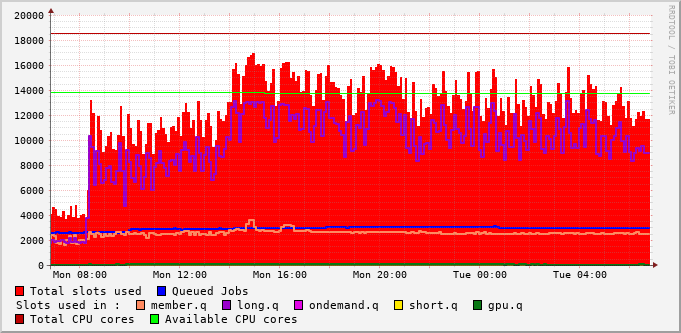 20000
18000
16000
14000
12000
10000
8000
6000
4000
2000
0
Mon 08:00 Mon 12:00 Mon 16:00 Mon 20:00 Tue 00:00 Tue 04:00
Total slots used Queued Jobs
Slots used in : member.q long.q ondemand.q short.q gpu.q
Total CPU cores Available CPU cores
RRDTOOL / TOBI OETIKER